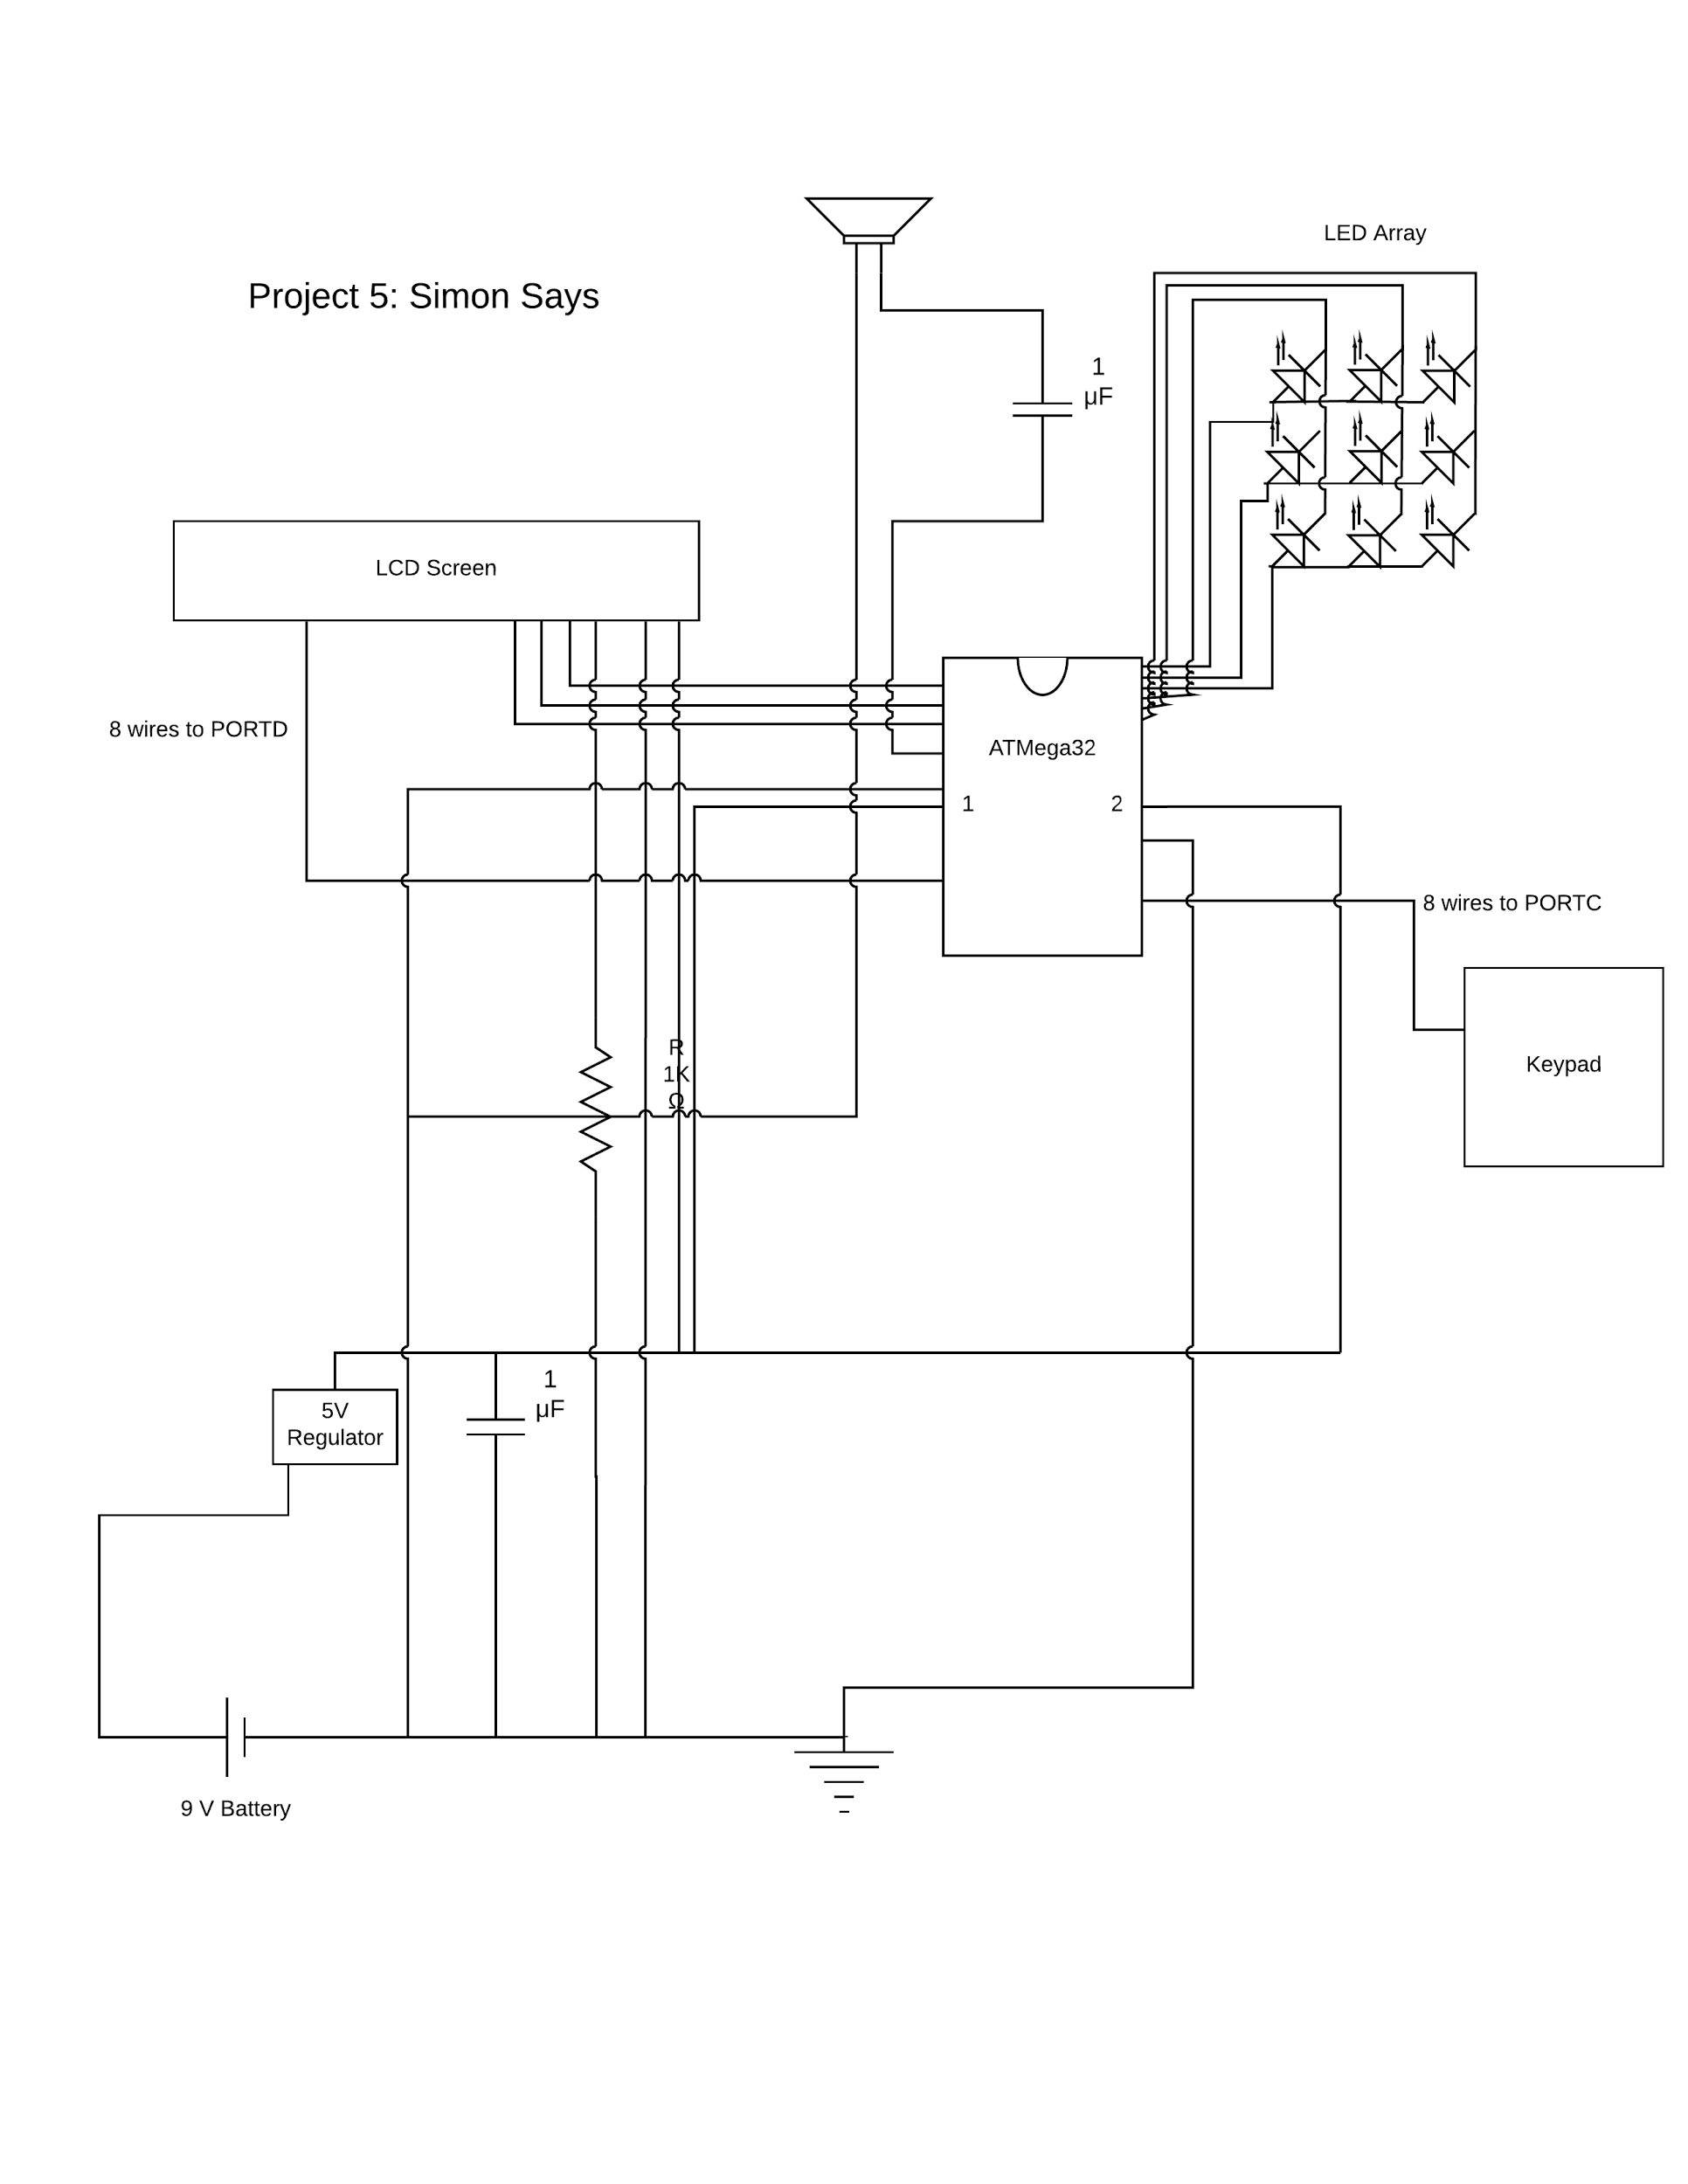 LED Array
Project 5: Simon Says
1
μF
LCD Screen
8 wires to PORTD
ATMega32
1
2
8 wires to PORTC
R
1K
Ω
Keypad
1
μF
5V
Regulator
9 V Battery